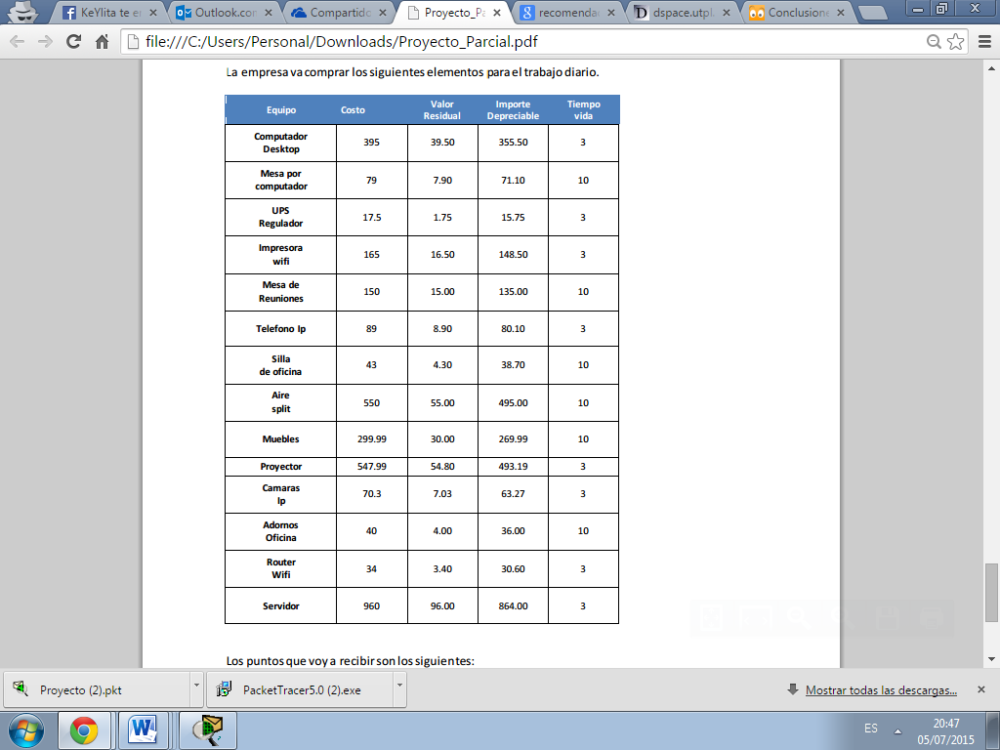 KeYlita te en
Outlook.con
Compartido
Proyecto_Pa
recomenda
dspace.utpl.
Conclusione
file:///C:/Users/Personal/Downloads/Proyecto_Parcial.pdf
La empresa va comprar los siguientes elementos para el trabajo diario.
Equipo Costo Valor Residual Importe Depreciable Tiempo vida
Computador Desktop 395 39.50 355.50 3
Mesa por computador 79 7.90 71.10 10
UPS Regulador 17.5 1.75 15.75 3
Impresora wifi 165 16.50 148.50 3
Mesa de Reuniones 150 15.00 135.00 10
Telefono Ip 89 8.90 80.10 3
Silla de oficina 43 4.30 38.70 10
Aire split 550 55.00 495.00 10
Muebles 299.99 30.00 269.99 10
Proyector 547.99 54.80 493.19 3
Camaras Ip 70.3 7.03 63.27 3
Adornos Oficina 40 4.00 36.00 10
Router Wifi 34 3.40 30.60 3
Servidor 960 96.00 864.00 3
Los puntos que voy a recibir son los siguientes:
Proyecto (2).pkt
PacketTracer5.0 (2).exe
Mostrar todas las descargas...
ES
20:47
05/07/2015